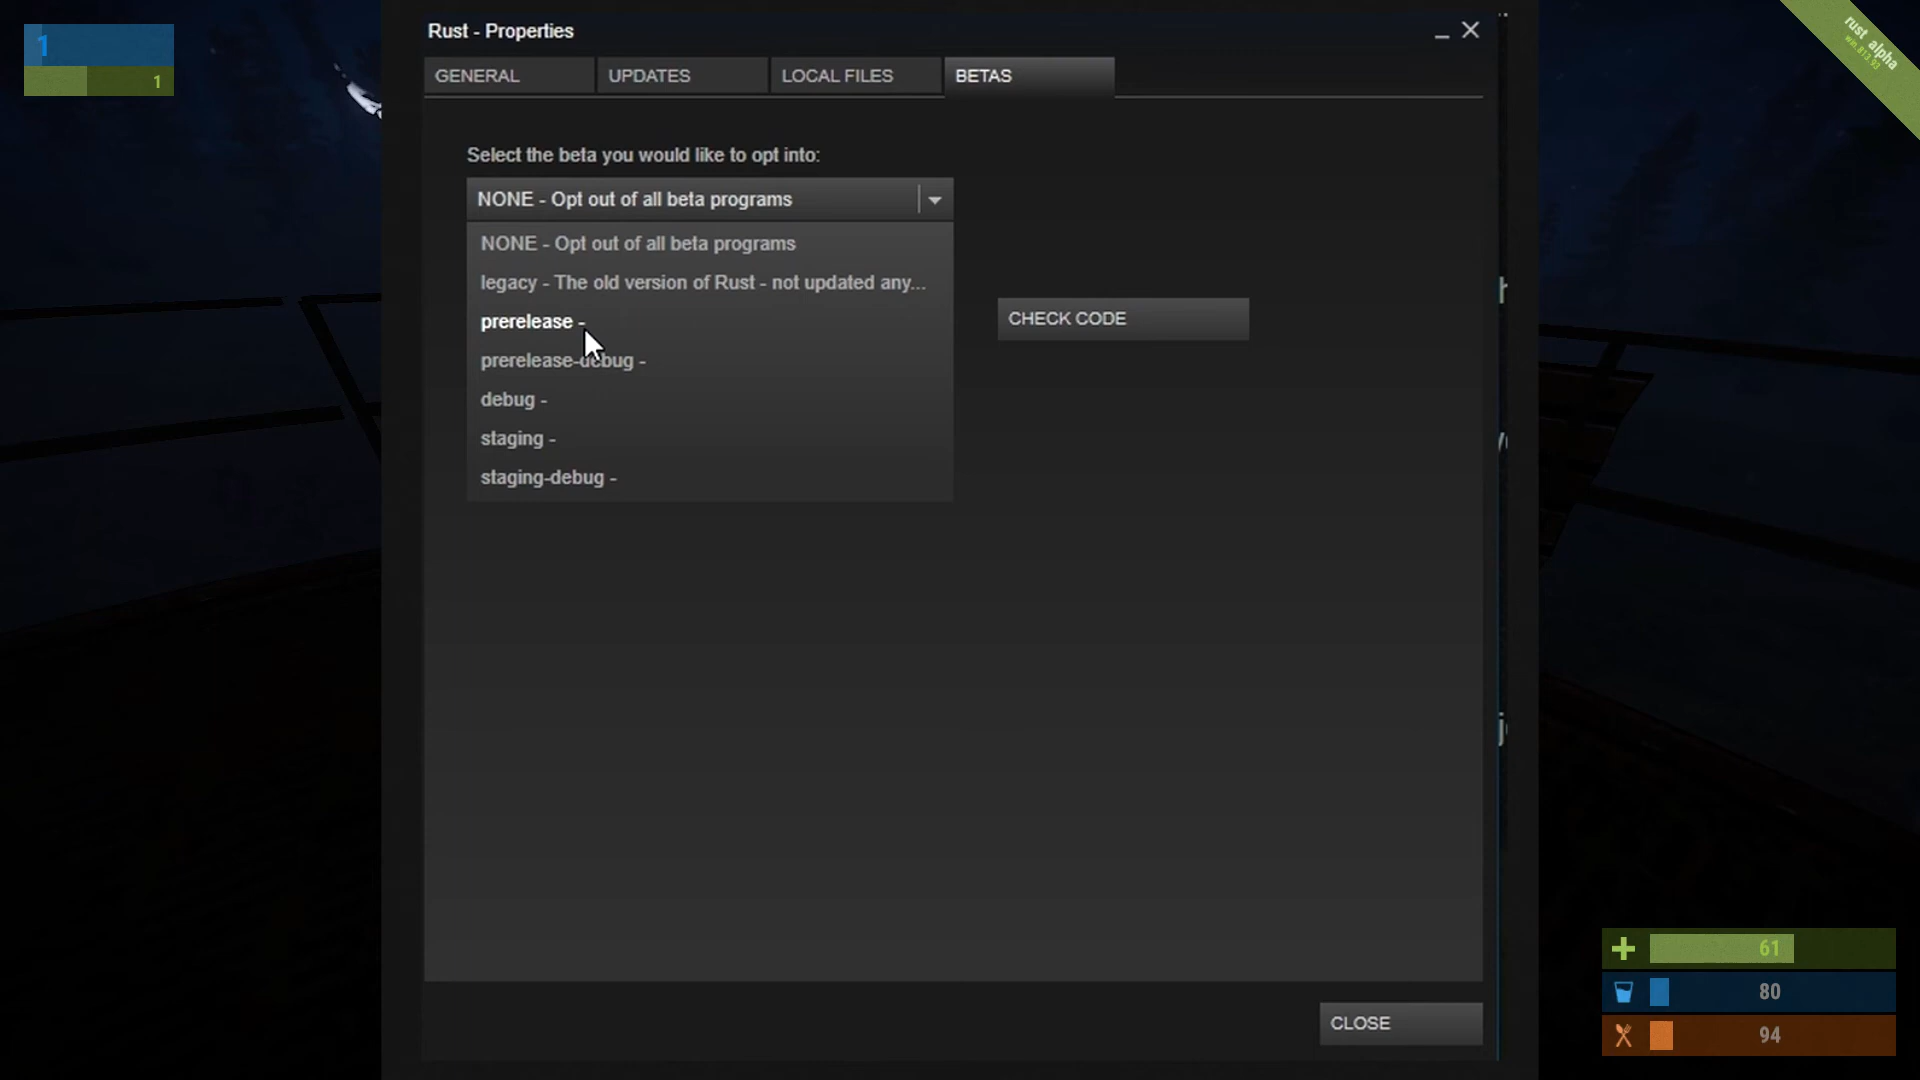 1
1
Rust - Properties
GENERAL
UPDATES
LOCAL FILES
BETAS
rust alpha
Select the beta you would like to opt into:
NONE - Opt out of all beta programs
NONE - Opt out of all beta programs
legacy - The old version of Rust - not updated any...
prerelease -
CHECK CODE
prerelease-debug -
debug -
staging -
staging-debug -
61
80
94
CLOSE